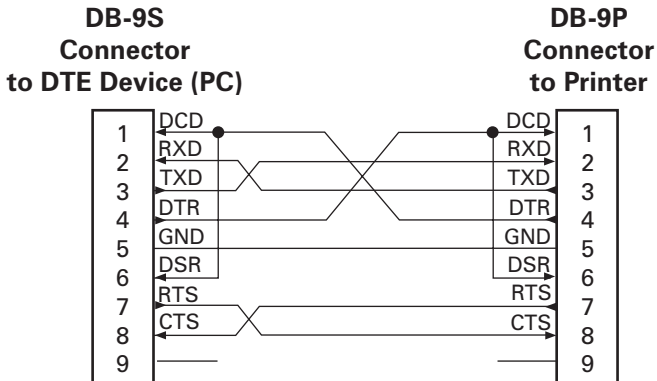 DB-9S
Connector
to DTE Device (PC)
DB-9P
Connector
to Printer
1 DCD DCD 1
2 RXD RXD 2
3 TXD TXD 3
4 DTR DTR 4
5 GND GND 5
6 DSR DSR 6
7 RTS RTS 7
8 CTS CTS 8
9 9